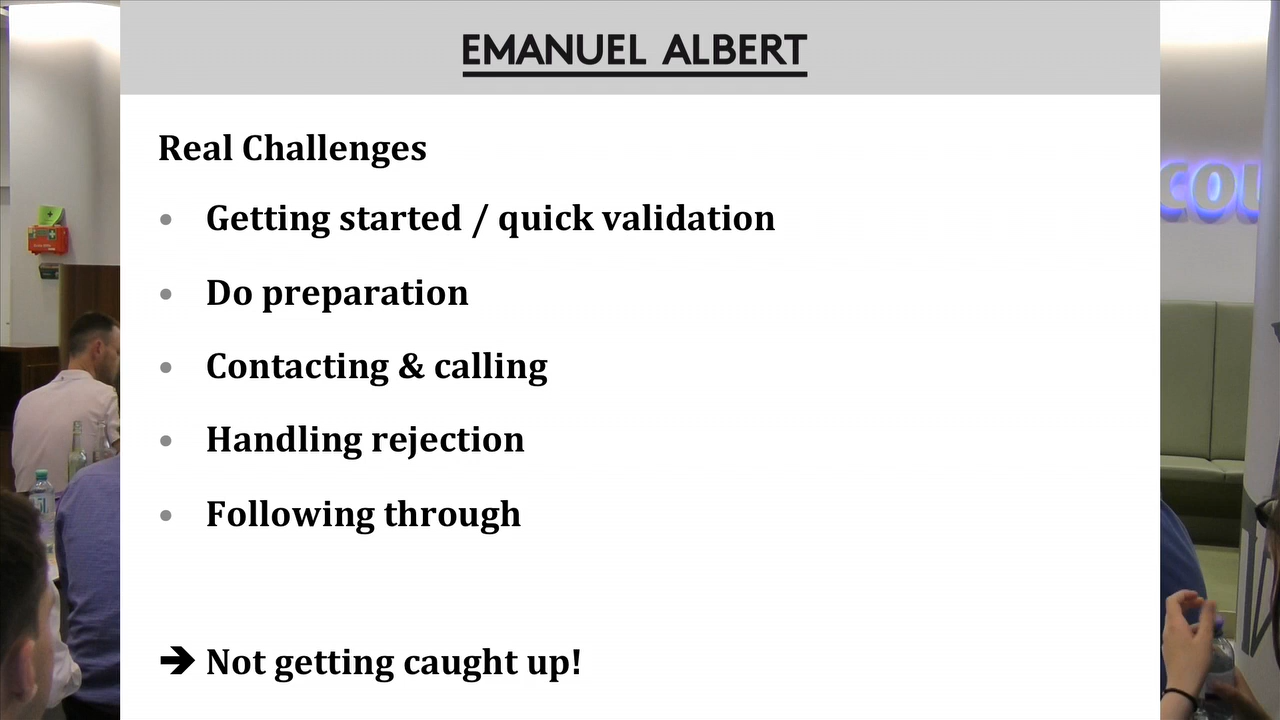 EMANUEL ALBERT
Real Challenges
• Getting started / quick validation
• Do preparation
• Contacting & calling
• Handling rejection
• Following through
➔ Not getting caught up!